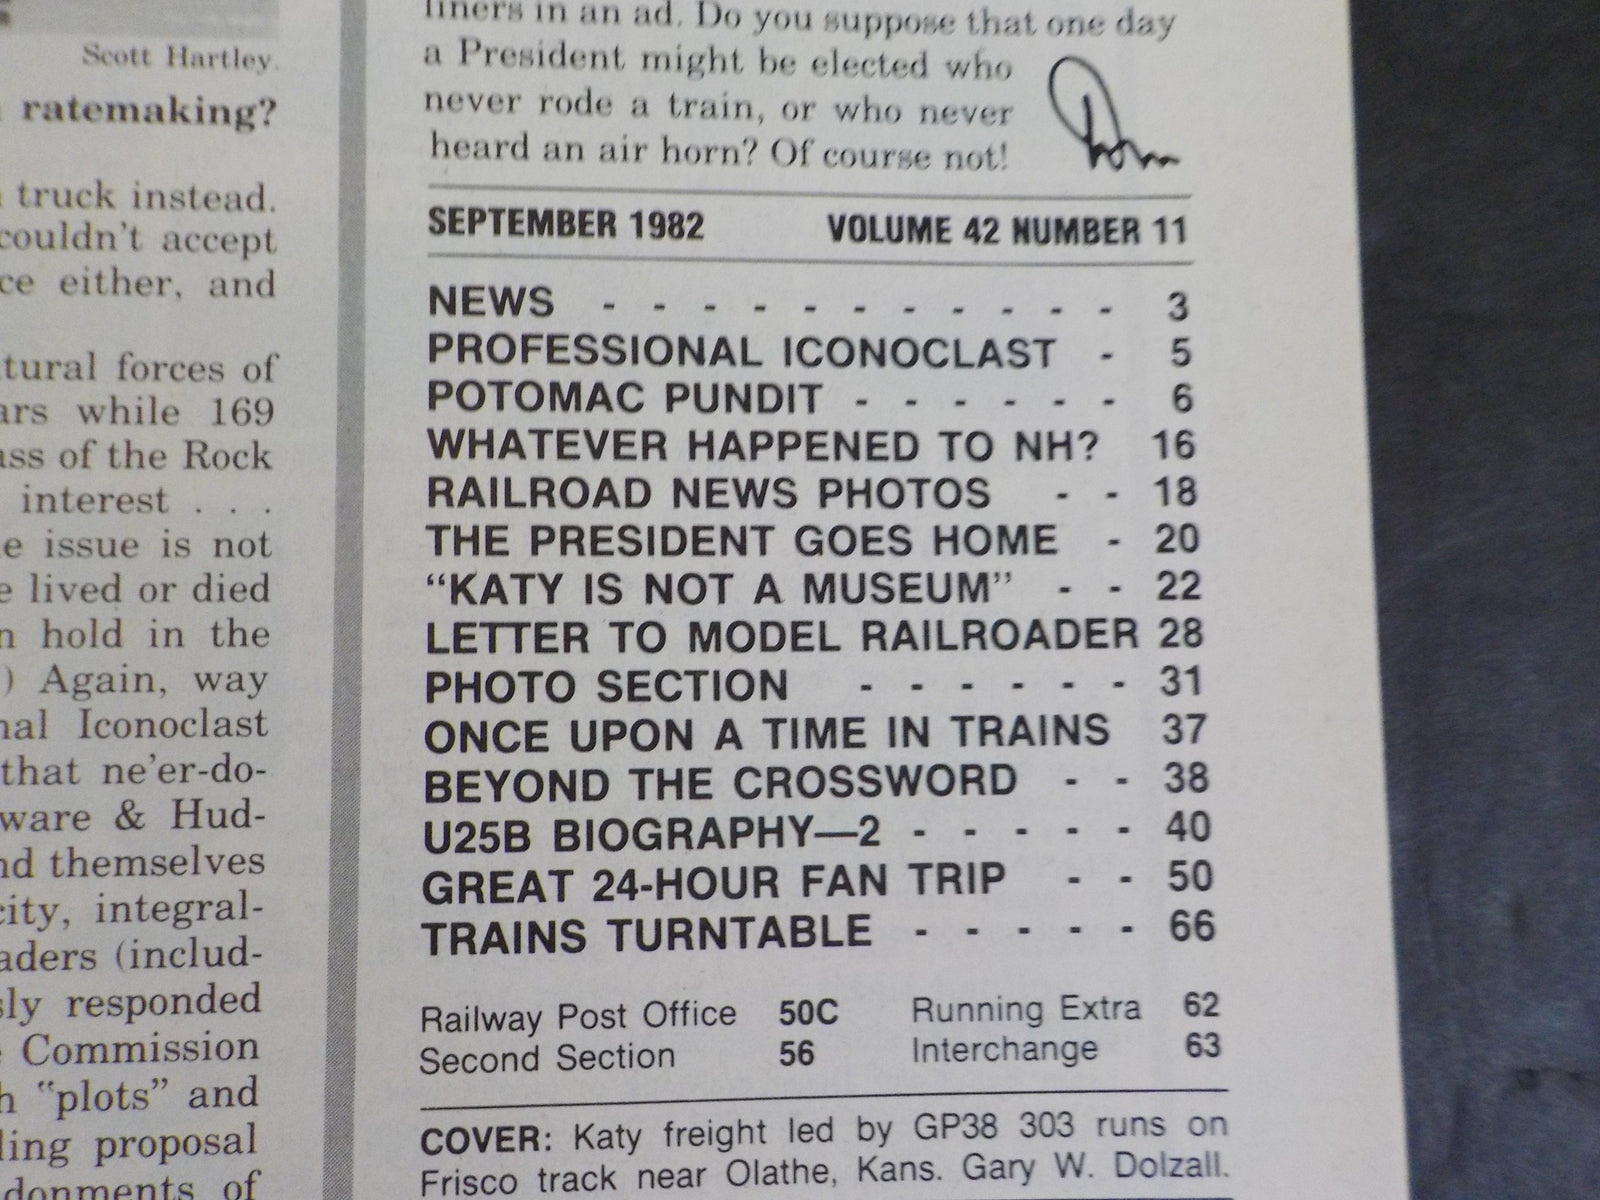 Scott Hartley.
ratemaking?
truck instead.
couldn't accept
ce either, and
tural forces of
ars while 169
ass of the Rock
interest . . .
e issue is not
e lived or died
n hold in the
) Again, way
nal Iconoclast
that ne'er-do-
ware & Hud-
nd themselves
city, integral-
aders (includ-
sly responded
Commission
h "plots" and
ling proposal
donments of
liners in an ad. Do you suppose that one day
a President might be elected who
never rode a train, or who never
heard an air horn? Of course not!
SEPTEMBER 1982 VOLUME 42 NUMBER 11
NEWS - - - - - - - - - - - 3
PROFESSIONAL ICONOCLAST - 5
POTOMAC PUNDIT - - - - - - 6
WHATEVER HAPPENED TO NH? 16
RAILROAD NEWS PHOTOS - - 18
THE PRESIDENT GOES HOME - 20
“KATY IS NOT A MUSEUM” - - 22
LETTER TO MODEL RAILROADER 28
PHOTO SECTION - - - - - - 31
ONCE UPON A TIME IN TRAINS 37
BEYOND THE CROSSWORD - - 38
U25B BIOGRAPHY—2 - - - - - 40
GREAT 24-HOUR FAN TRIP - - 50
TRAINS TURNTABLE - - - - - 66
Railway Post Office 50C Running Extra 62
Second Section 56 Interchange 63
COVER: Katy freight led by GP38 303 runs on
Frisco track near Olathe, Kans. Gary W. Dolzall.